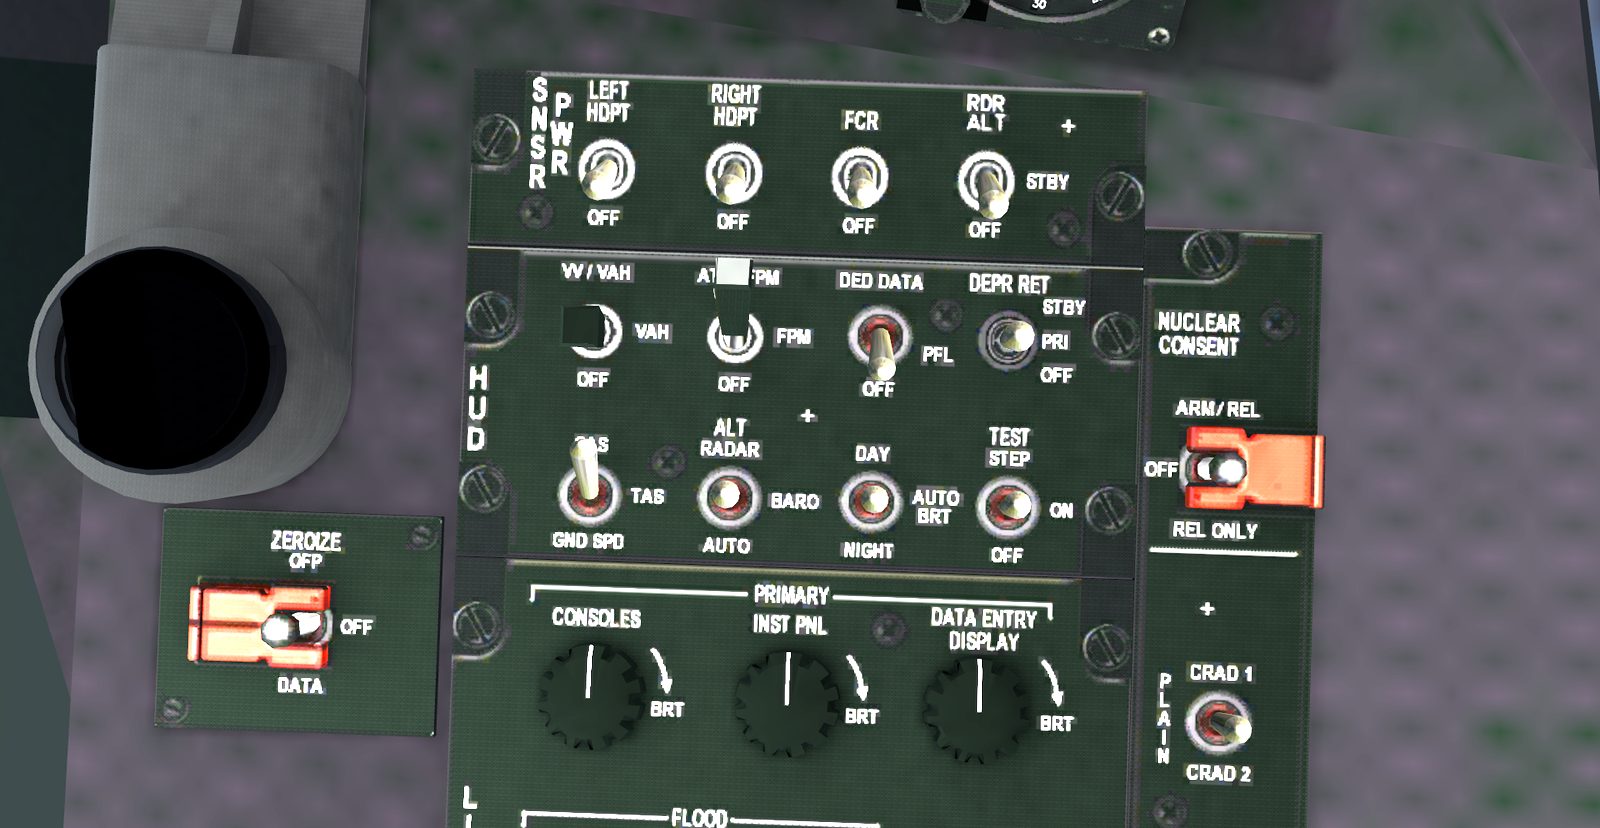 30
SNSR
PWR
LEFT
HDPT
RIGHT
HDPT
FCR
RDR
ALT
+
STBY
OFF
OFF
OFF
OFF
HUD
VV / VAH
DED DATA
DEPR RET
STBY
VAH
FPM
PFL
PRI
OFF
OFF
OFF
OFF
+
ALT
RADAR
DAY
TEST
STEP
TAS
BARO
AUTO
BRT
ON
GND SPD
AUTO
NIGHT
OFF
NUCLEAR
CONSENT
ARM / REL
OFF
REL ONLY
+
ZEROIZE
OFP
OFF
DATA
PRIMARY
CONSOLES
INST PNL
DATA ENTRY
DISPLAY
BRT
BRT
BRT
PLAIN
CRAD 1
CRAD 2
FLOOD